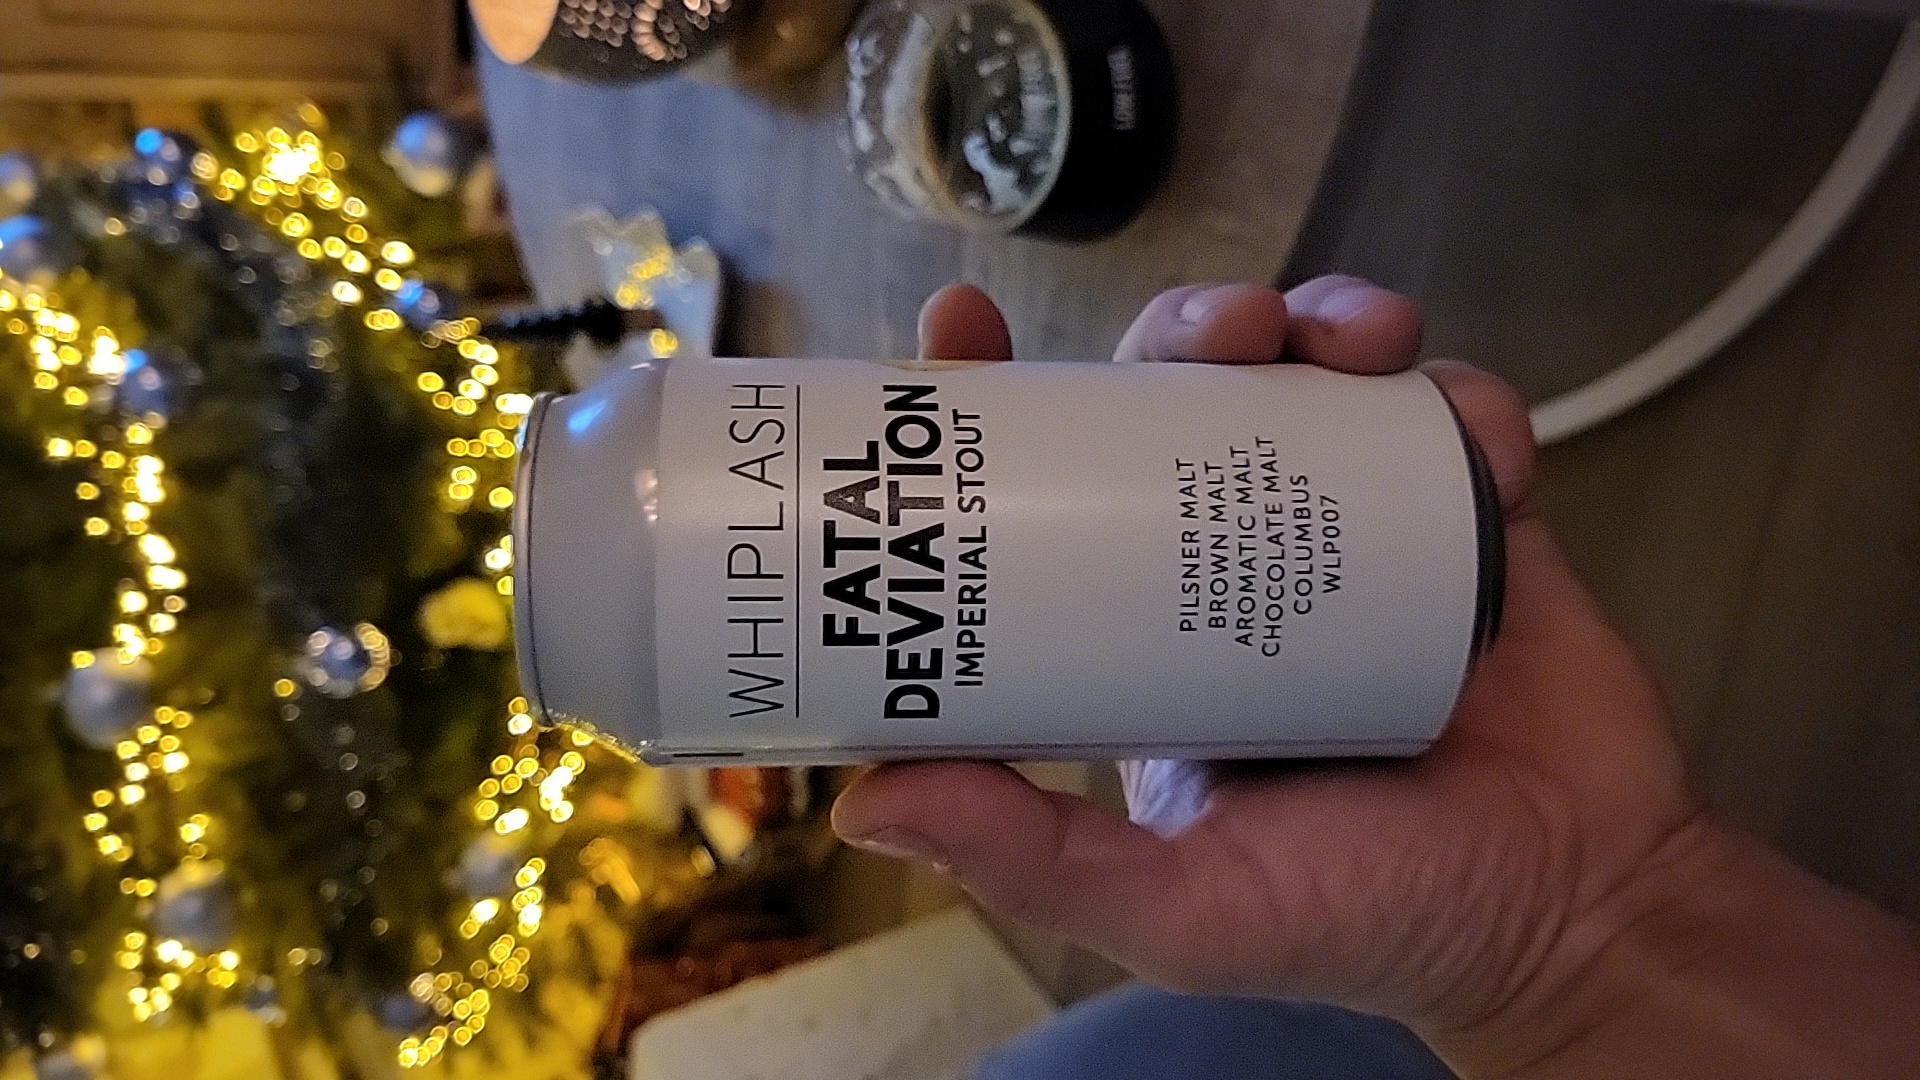 WHIPLASH
FATAL
DEVIATION
IMPERIAL STOUT
PILSNER MALT
BROWN MALT
AROMATIC MALT
CHOCOLATE MALT
COLUMBUS
WLP007